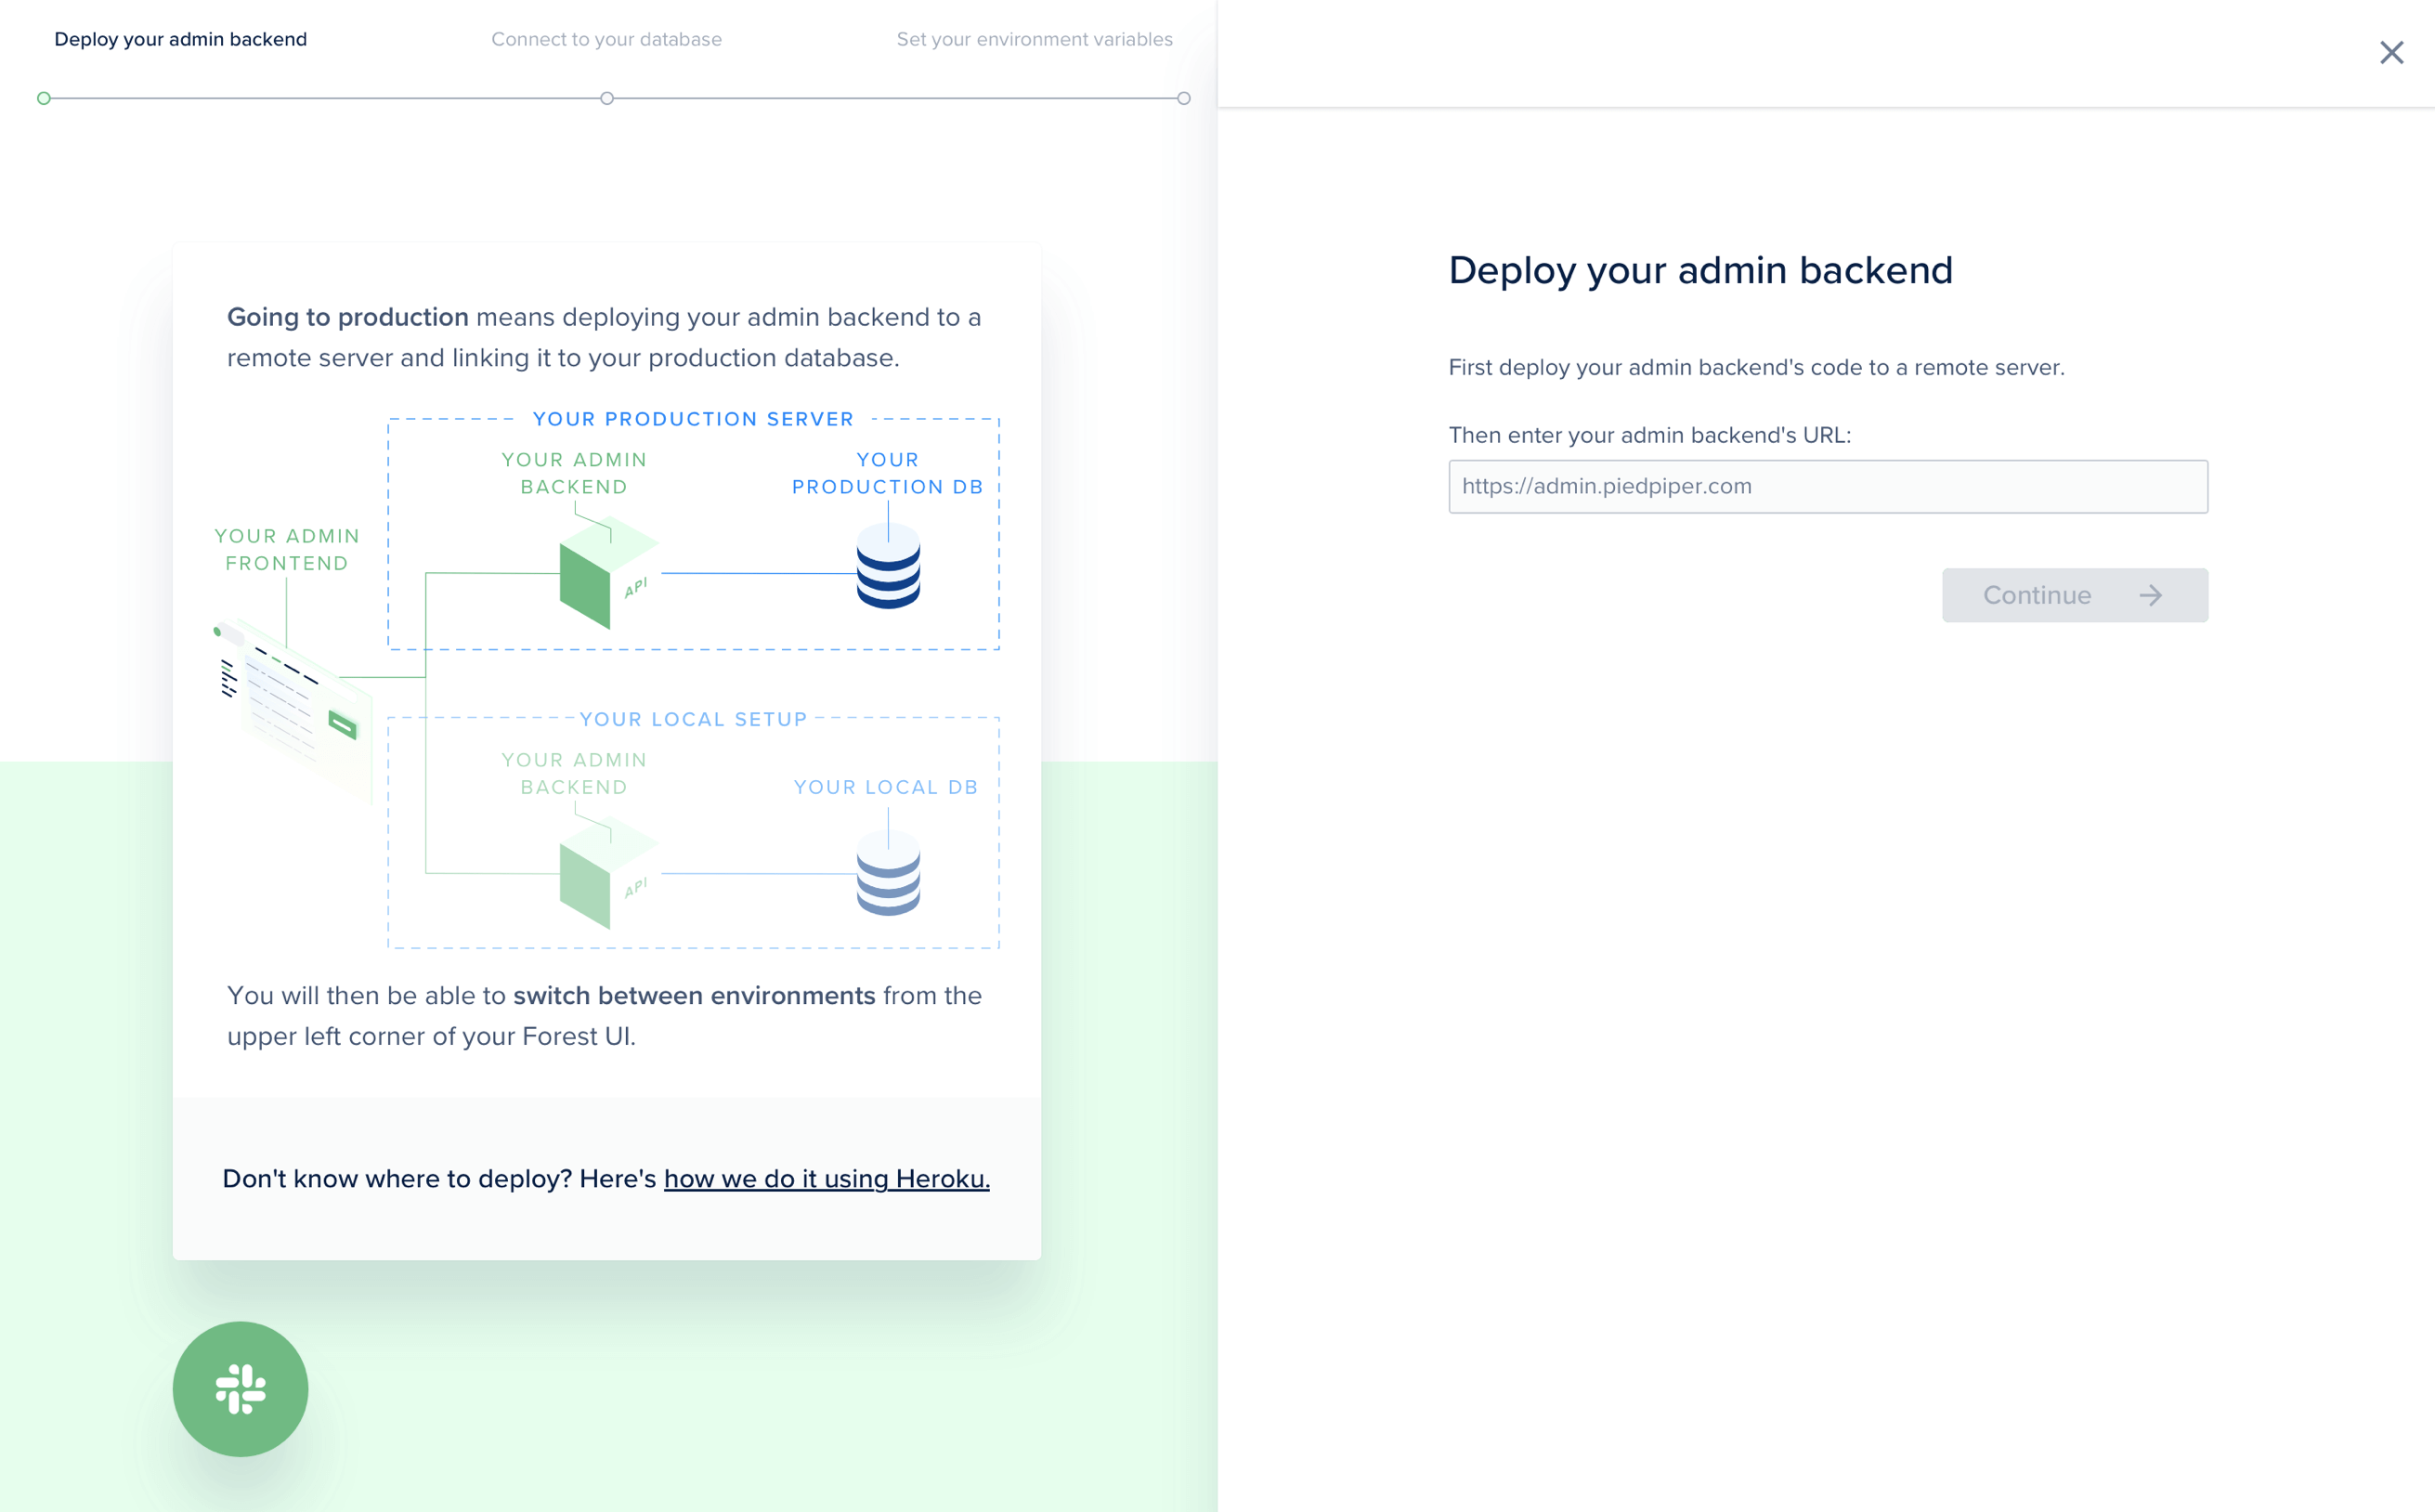 Deploy your admin backend
Connect to your database
Set your environment variables
Going to production means deploying your admin backend to a
remote server and linking it to your production database.
YOUR PRODUCTION SERVER
YOUR ADMIN
BACKEND
YOUR
PRODUCTION DB
YOUR ADMIN
FRONTEND
API
YOUR LOCAL SETUP
YOUR ADMIN
BACKEND
YOUR LOCAL DB
API
You will then be able to switch between environments from the
upper left corner of your Forest UI.
Don't know where to deploy? Here's how we do it using Heroku.
Deploy your admin backend
First deploy your admin backend's code to a remote server.
Then enter your admin backend's URL:
https://admin.piedpiper.com
Continue